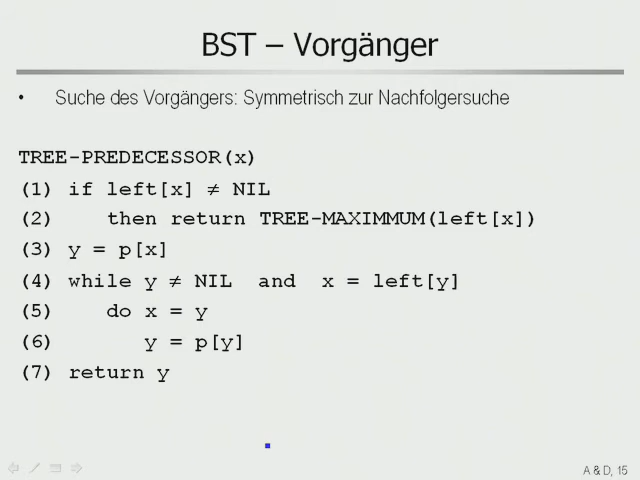 BST – Vorgänger
• Suche des Vorgängers: Symmetrisch zur Nachfolgersuche
TREE-PREDECESSOR(x)
(1) if left[x] ≠ NIL
(2) then return TREE-MAXIMMUM(left[x])
(3) y = p[x]
(4) while y ≠ NIL and x = left[y]
(5) do x = y
(6) y = p[y]
(7) return y
A & D, 15